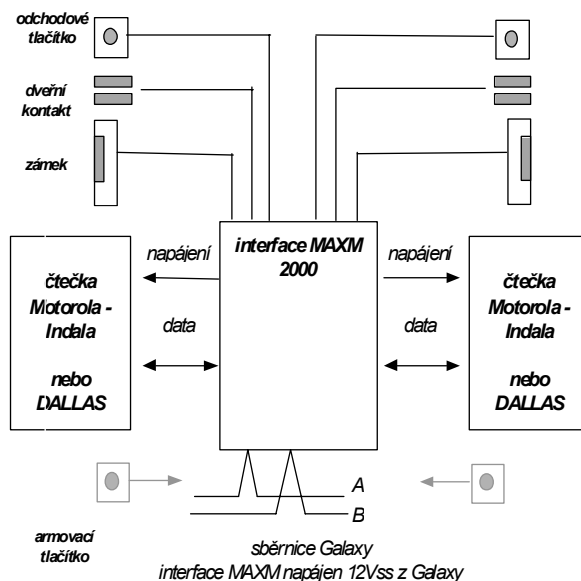 odchodové
tlačítko
dveřní
kontakt
zámek
interface MAXM
2000
napájení
napájení
čtečka
Motorola -
Indala
nebo
DALLAS
data
data
čtečka
Motorola -
Indala
nebo
DALLAS
A
B
armovací
tlačítko
sběrnice Galaxy
interface MAXM napájen 12Vss z Galaxy